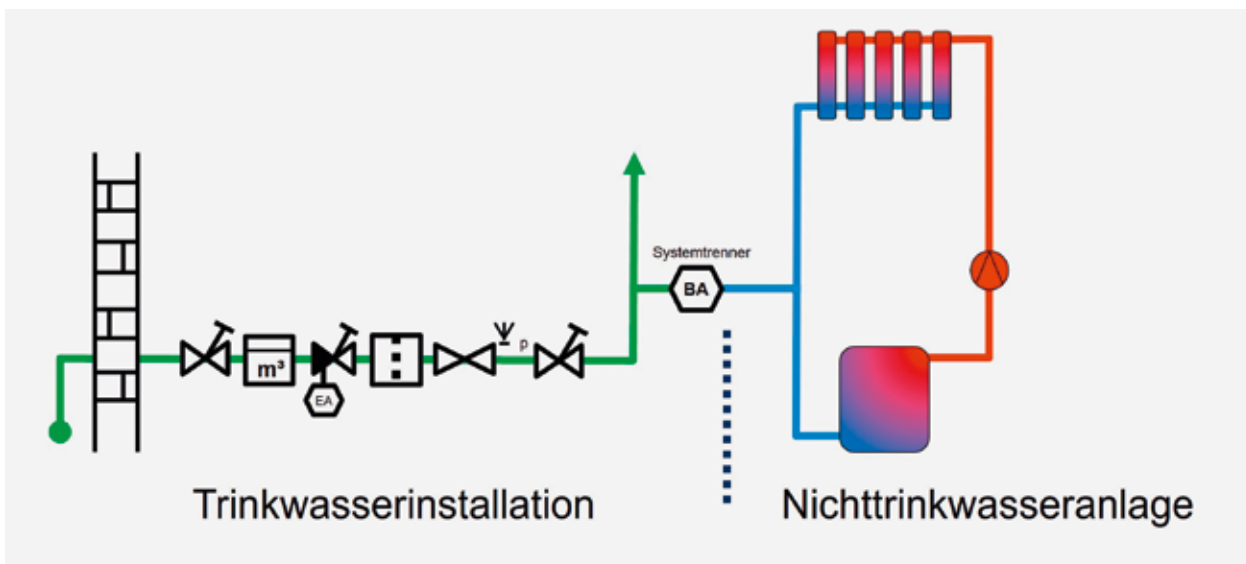 Systemtrenner
BA
m³
EA
p
Trinkwasserinstallation
Nichttrinkwasseranlage